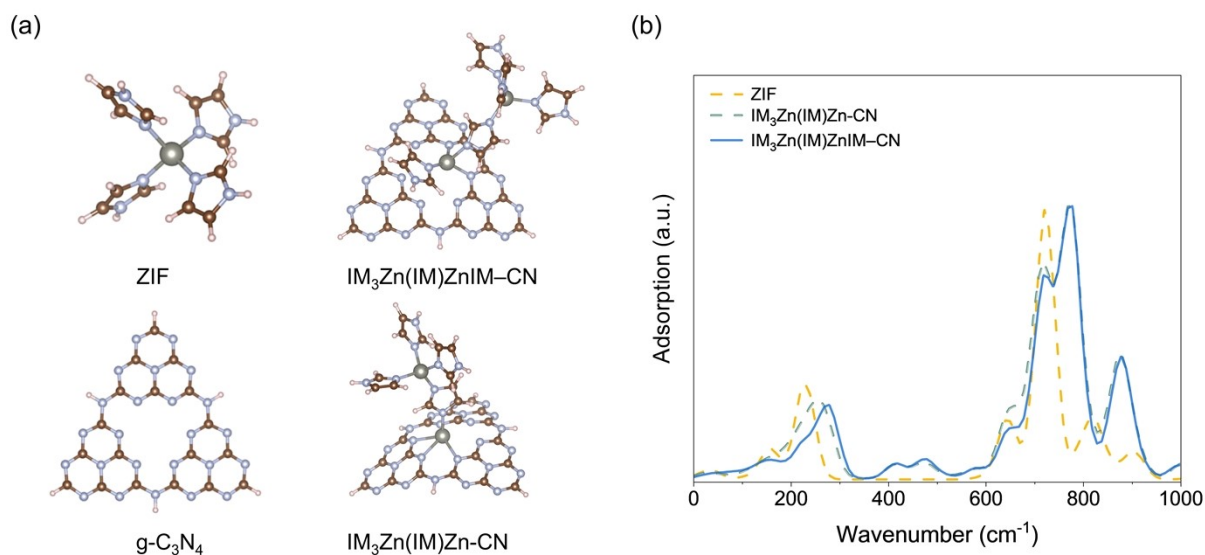 (a)
ZIF
IM₃Zn(IM)ZnIM–CN
g-C₃N₄
IM₃Zn(IM)Zn-CN
(b)
ZIF
IM₃Zn(IM)Zn-CN
IM₃Zn(IM)ZnIM–CN
Adsorption (a.u.)
0 200 400 600 800 1000
Wavenumber (cm⁻¹)